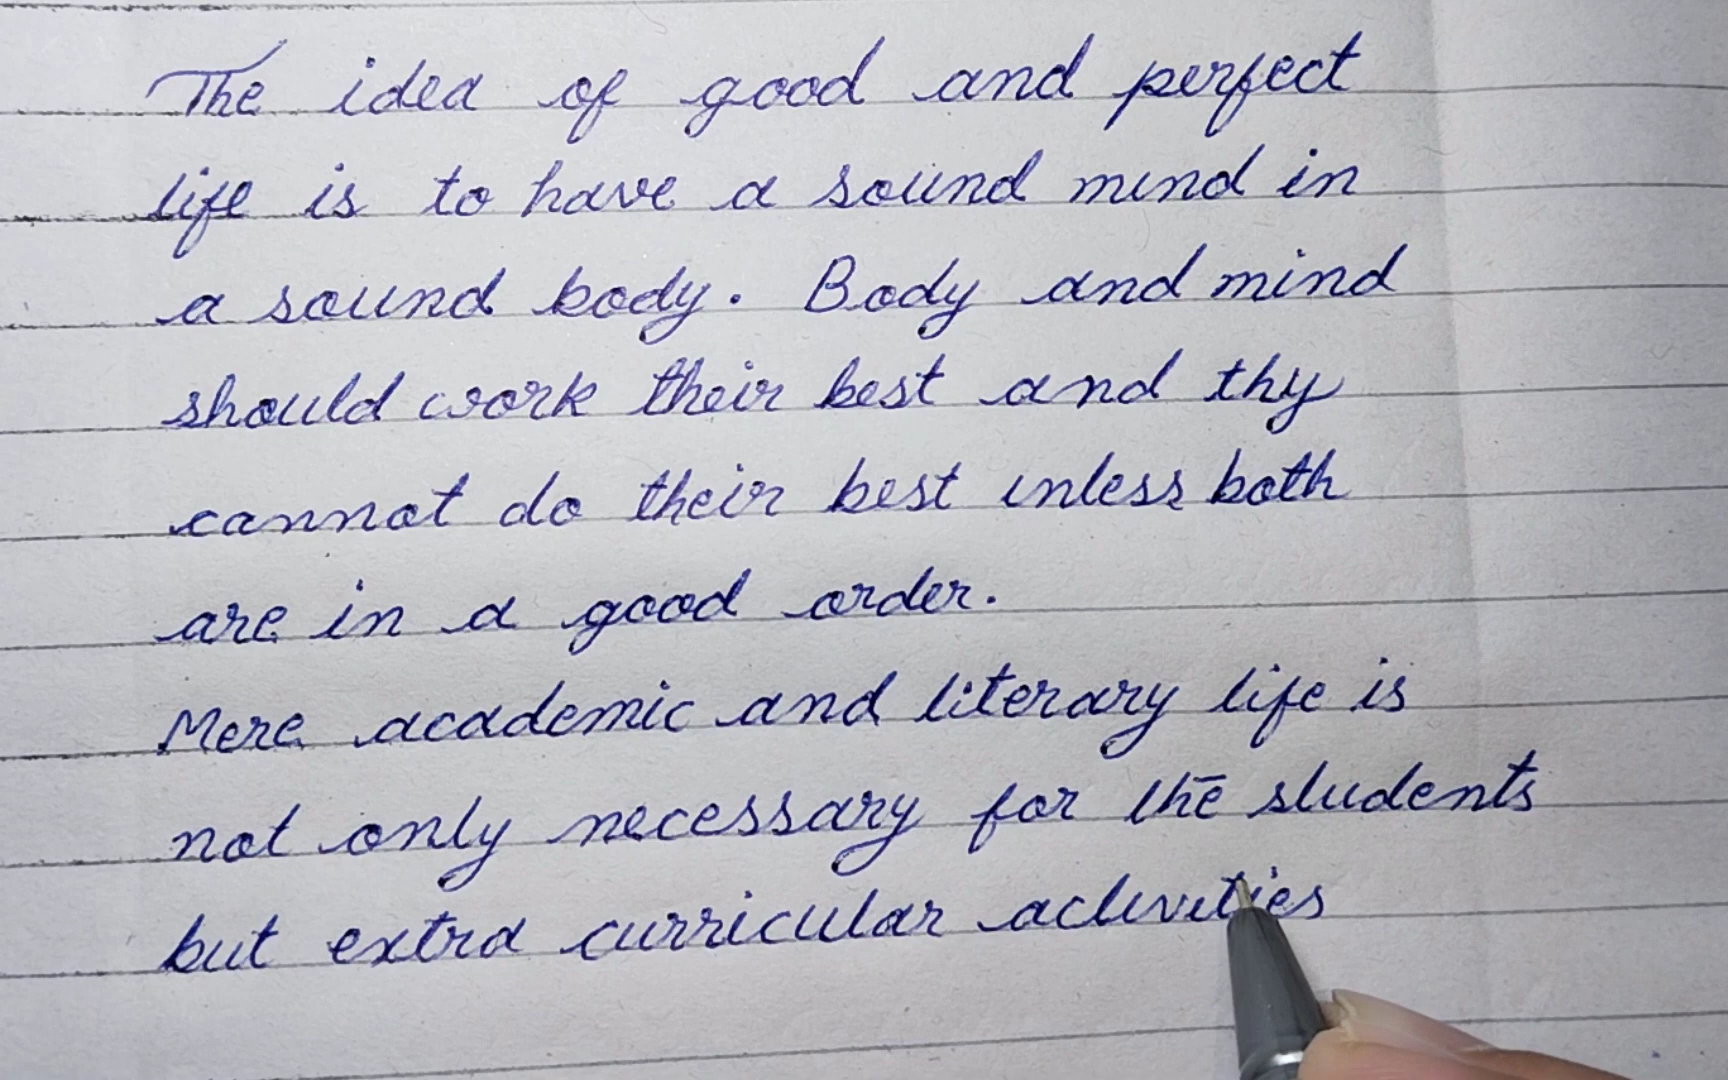 The idea of good and perfect
life is to have a sound mind in
a sound body. Body and mind
should work their best and thy
cannot do their best unless both
are in a good order.
Mere academic and literary life is
not only necessary for the students
but extra curricular activities